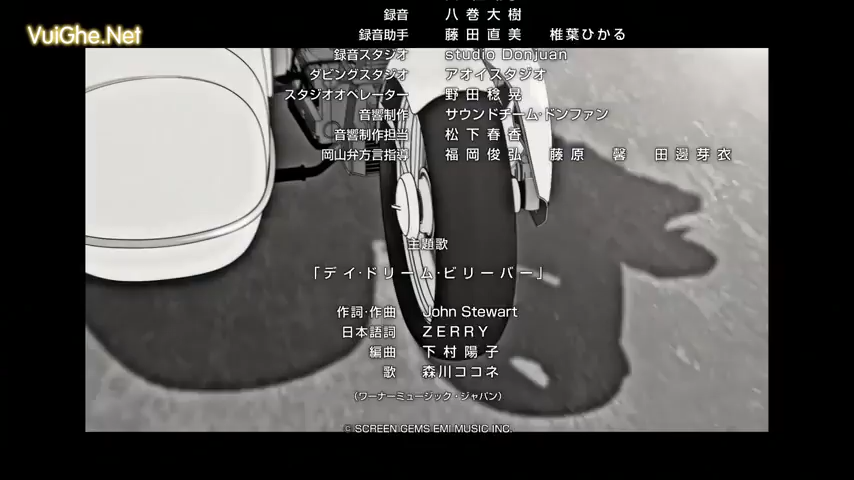 VuiGhe.Net
録音 八巻大樹
録音助手 藤田直美 椎葉ひかる
録音スタジオ studio Donjuan
ダビングスタジオ アオイスタジオ
スタジオオペレーター 野田稔晃
音響制作 サウンドチーム・ドンファン
音響制作担当 松下春香
岡山弁方言指導 福岡俊弘 藤原 馨 田邊芽衣
主題歌
「デイ・ドリーム・ビリーバー」
作詞・作曲 John Stewart
日本語詞 ZERRY
編曲 下村陽子
歌 森川ココネ
(ワーナーミュージック・ジャパン)
© SCREEN GEMS EMI MUSIC INC.